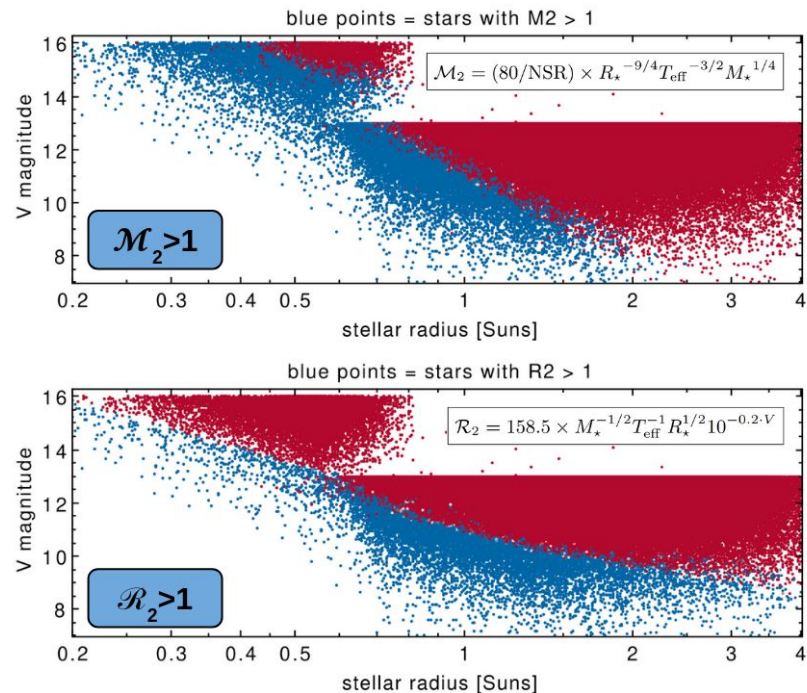 blue points = stars with M2 > 1
16
14
12
10
8
V magnitude
ℳ₂ = (80/NSR) × R⋆^−9/4 T_eff^−3/2 M⋆^1/4
ℳ₂>1
0.2 0.3 0.4 0.5 1 2 3 4
stellar radius [Suns]
blue points = stars with R2 > 1
16
14
12
10
8
V magnitude
ℛ₂ = 158.5 × M⋆^−1/2 T_eff^−1 R⋆^1/2 10^−0.2·V
ℛ₂>1
0.2 0.3 0.4 0.5 1 2 3 4
stellar radius [Suns]